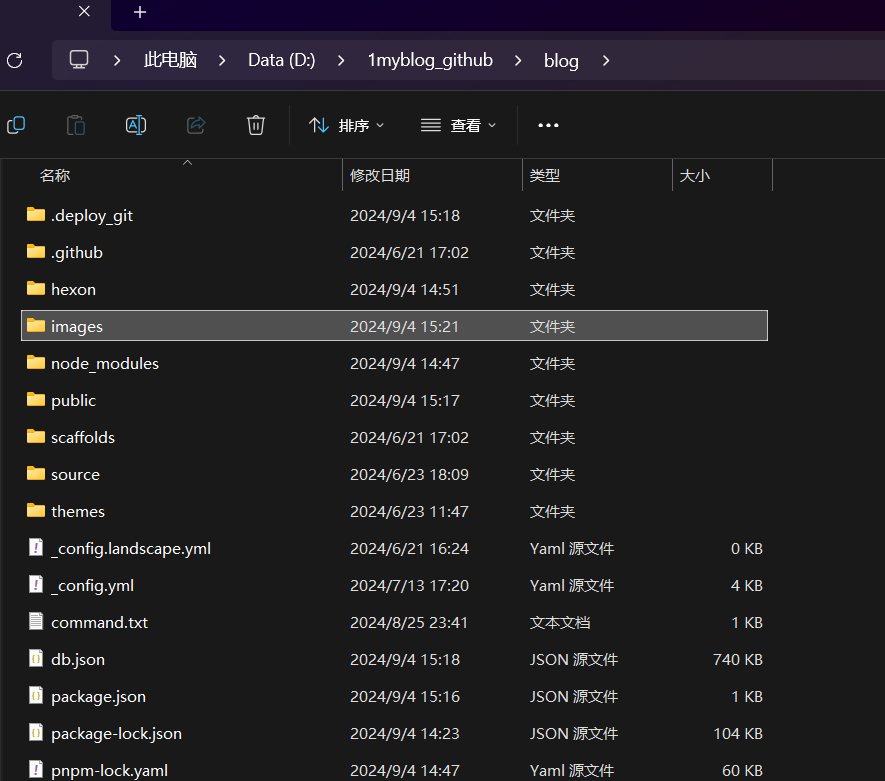 此电脑 > Data (D:) > 1myblog_github > blog >
排序 查看
名称 修改日期 类型 大小
.deploy_git 2024/9/4 15:18 文件夹
.github 2024/6/21 17:02 文件夹
hexon 2024/9/4 14:51 文件夹
images 2024/9/4 15:21 文件夹
node_modules 2024/9/4 14:47 文件夹
public 2024/9/4 15:17 文件夹
scaffolds 2024/6/21 17:02 文件夹
source 2024/6/23 18:09 文件夹
themes 2024/6/23 11:47 文件夹
_config.landscape.yml 2024/6/21 16:24 Yaml 源文件 0 KB
_config.yml 2024/7/13 17:20 Yaml 源文件 4 KB
command.txt 2024/8/25 23:41 文本文档 1 KB
db.json 2024/9/4 15:18 JSON 源文件 740 KB
package.json 2024/9/4 15:16 JSON 源文件 1 KB
package-lock.json 2024/9/4 14:23 JSON 源文件 104 KB
pnpm-lock.yaml 2024/9/4 14:47 Yaml 源文件 60 KB